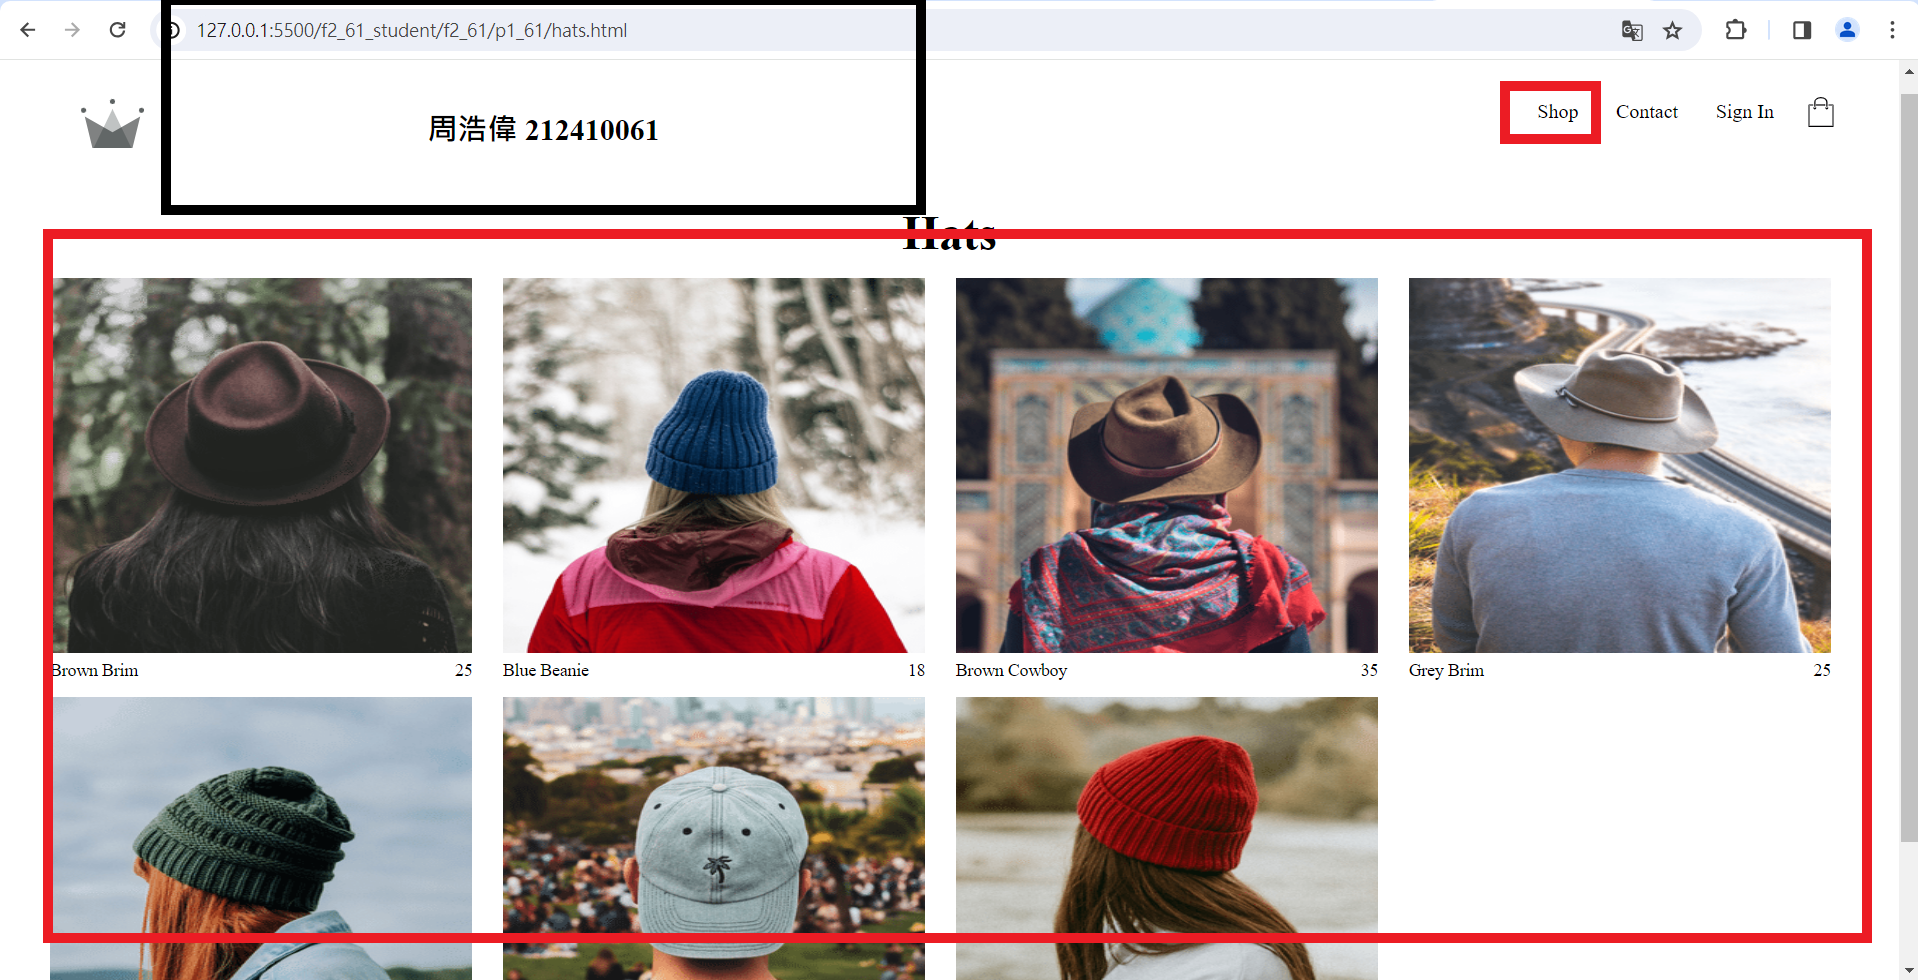 127.0.0.1:5500/f2_61_student/f2_61/p1_61/hats.html
周浩偉 212410061
Shop Contact Sign In
Hats
Brown Brim 25 Blue Beanie 18 Brown Cowboy 35 Grey Brim 25